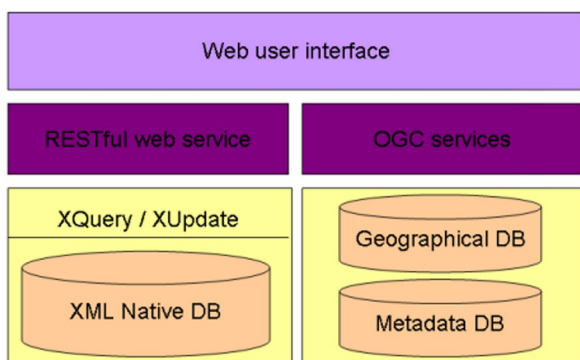 Web user interface
RESTful web service
OGC services
XQuery / XUpdate
XML Native DB
Geographical DB
Metadata DB